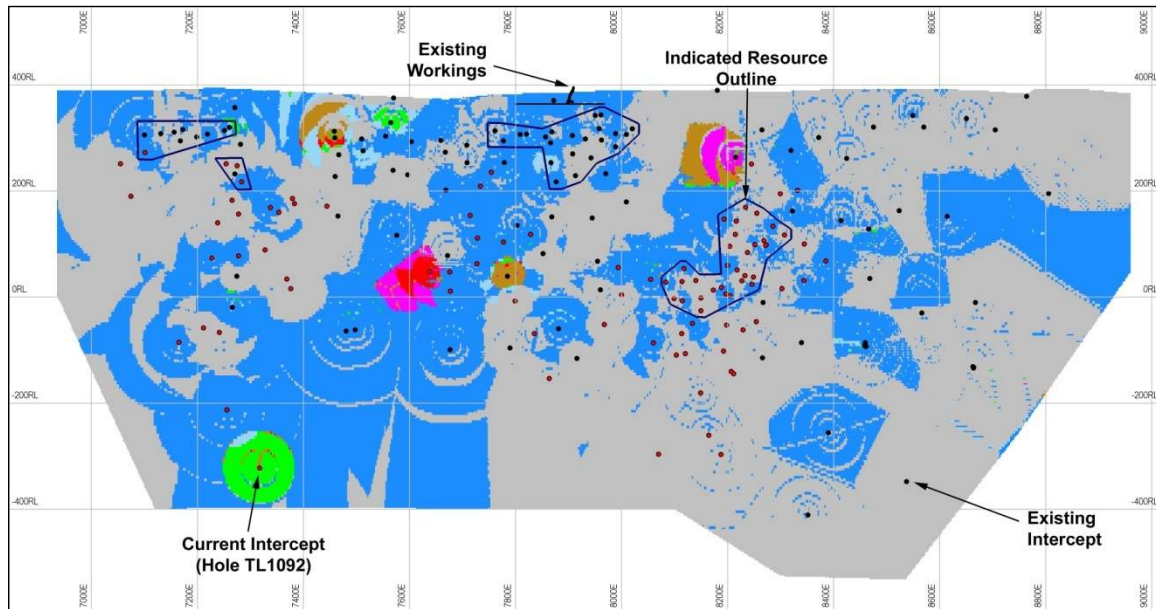 7000E 7200E 7400E 7600E 7800E 8000E 8200E 8400E 8600E 8800E 9000E
Existing
Workings
Indicated Resource
Outline
400RL 400RL
200RL 200RL
0RL 0RL
-200RL -200RL
-400RL -400RL
Current Intercept
(Hole TL1092)
Existing
Intercept
7000E 7200E 7400E 7600E 7800E 8000E 8200E 8400E 8600E 8800E 9000E